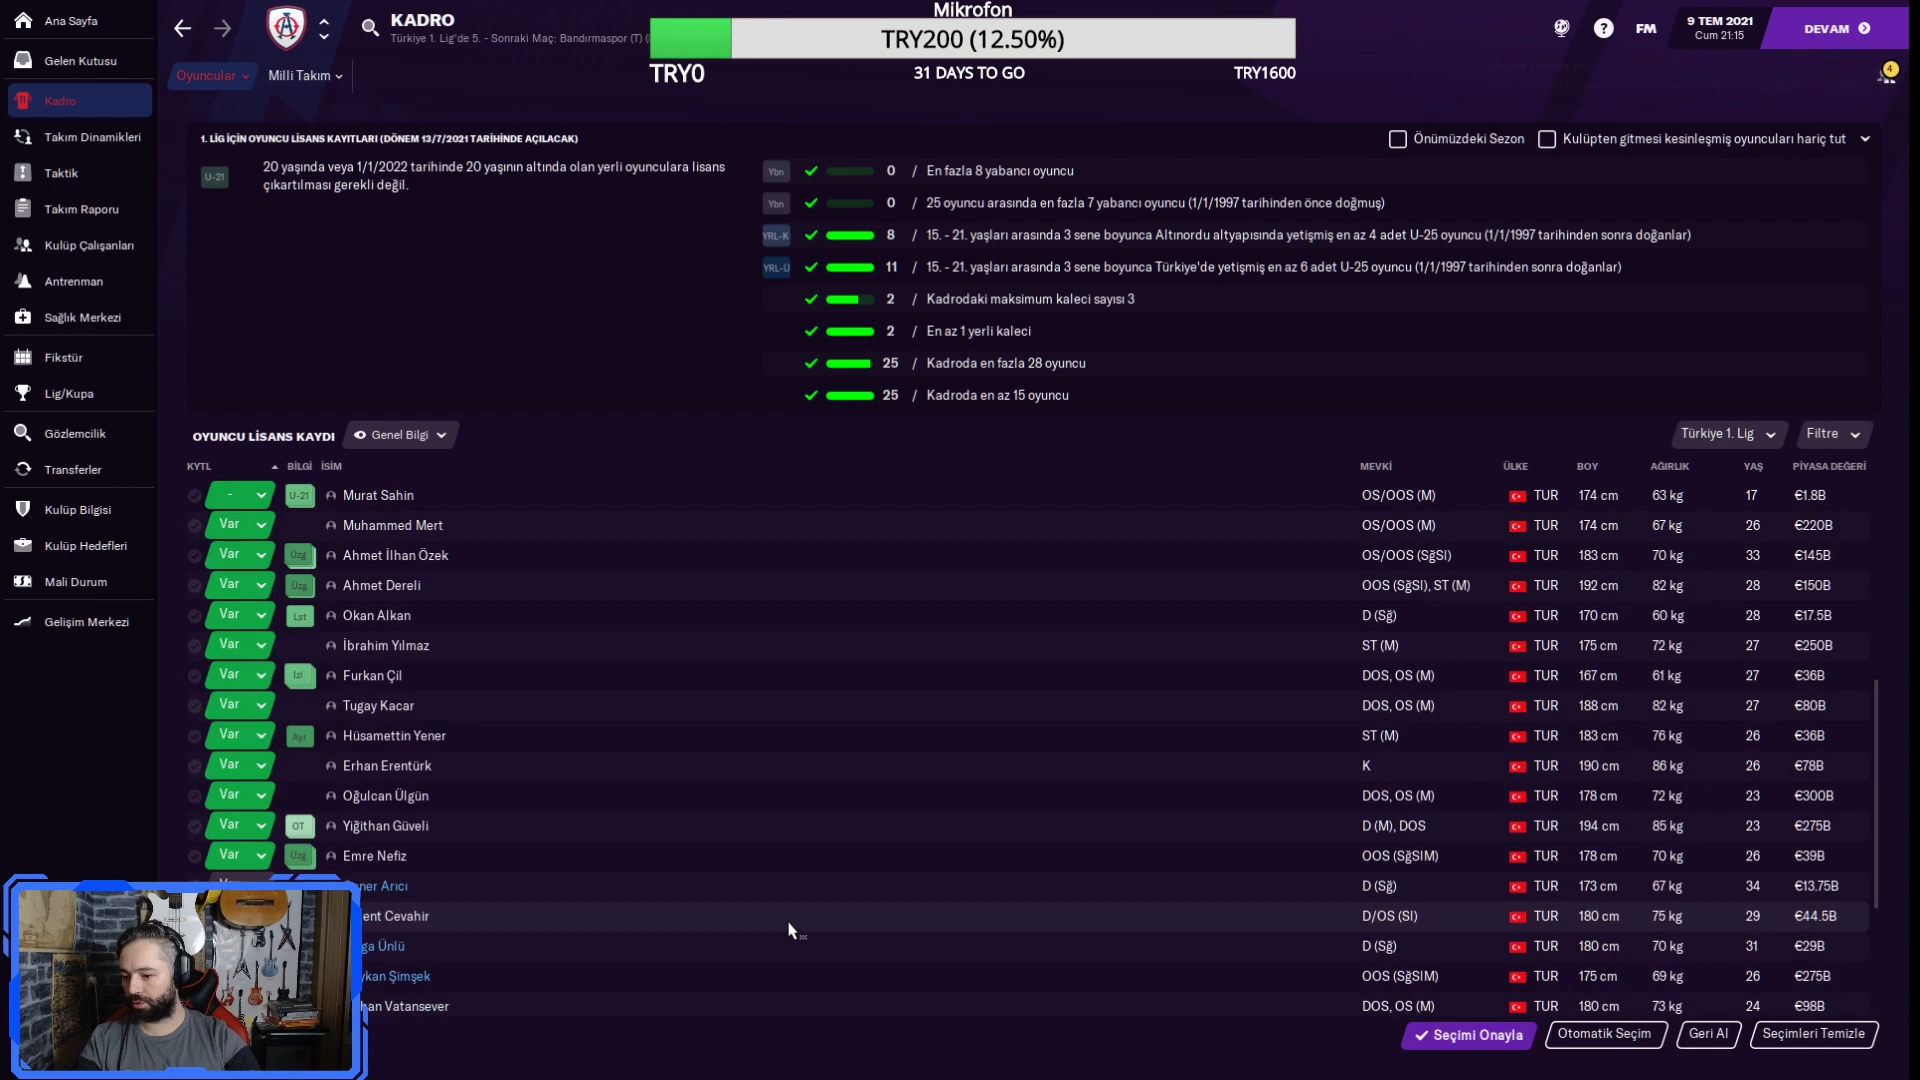 Ana Sayfa
Gelen Kutusu
Kadro
Takım Dinamikleri
Taktik
Takım Raporu
Kulüp Çalışanları
Antrenman
Sağlık Merkezi
Fikstür
Lig/Kupa
Gözlemcilik
Transferler
Kulüp Bilgisi
Kulüp Hedefleri
Mali Durum
Gelişim Merkezi
KADRO
Türkiye 1. Lig'de 5. - Sonraki Maç: Bandırmaspor (T)
Oyuncular
Milli Takım
Mikrofon
TRY200 (12.50%)
TRY0 31 DAYS TO GO TRY1600
FM
9 TEM 2021
Cum 21:15
DEVAM
4
1. LİG İÇİN OYUNCU LİSANS KAYITLARI (DÖNEM 13/7/2021 TARİHİNDE AÇILACAK)
Önümüzdeki Sezon
Kulüpten gitmesi kesinleşmiş oyuncuları hariç tut
U-21 20 yaşında veya 1/1/2022 tarihinde 20 yaşının altında olan yerli oyunculara lisans
çıkartılması gerekli değil.
Ybn 0 / En fazla 8 yabancı oyuncu
Ybn 0 / 25 oyuncu arasında en fazla 7 yabancı oyuncu (1/1/1997 tarihinden önce doğmuş)
YRL-K 8 / 15. - 21. yaşları arasında 3 sene boyunca Altınordu altyapısında yetişmiş en az 4 adet U-25 oyuncu (1/1/1997 tarihinden sonra doğanlar)
YRL-Ü 11 / 15. - 21. yaşları arasında 3 sene boyunca Türkiye'de yetişmiş en az 6 adet U-25 oyuncu (1/1/1997 tarihinden sonra doğanlar)
2 / Kadrodaki maksimum kaleci sayısı 3
2 / En az 1 yerli kaleci
25 / Kadroda en fazla 28 oyuncu
25 / Kadroda en az 15 oyuncu
OYUNCU LİSANS KAYDI Genel Bilgi Türkiye 1. Lig Filtre
KYTL BİLGİ İSİM MEVKİ ÜLKE BOY AĞIRLIK YAŞ PİYASA DEĞERİ
- U-21 Murat Sahin OS/OOS (M) TUR 174 cm 63 kg 17 €1.8B
Var Muhammed Mert OS/OOS (M) TUR 174 cm 67 kg 26 €220B
Var Üzg Ahmet İlhan Özek OS/OOS (SğSl) TUR 183 cm 70 kg 33 €145B
Var Üzg Ahmet Dereli OOS (SğSl), ST (M) TUR 192 cm 82 kg 28 €150B
Var Lst Okan Alkan D (Sğ) TUR 170 cm 60 kg 28 €17.5B
Var İbrahim Yılmaz ST (M) TUR 175 cm 72 kg 27 €250B
Var İzl Furkan Çil DOS, OS (M) TUR 167 cm 61 kg 27 €36B
Var Tugay Kacar DOS, OS (M) TUR 188 cm 82 kg 27 €80B
Var Ayr Hüsamettin Yener ST (M) TUR 183 cm 76 kg 26 €36B
Var Erhan Erentürk K TUR 190 cm 86 kg 26 €78B
Var Oğulcan Ülgün DOS, OS (M) TUR 178 cm 72 kg 23 €300B
Var OT Yiğithan Güveli D (M), DOS TUR 194 cm 85 kg 23 €275B
Var Üzg Emre Nefiz OOS (SğSlM) TUR 178 cm 70 kg 26 €39B
ner Arıcı D (Sğ) TUR 173 cm 67 kg 34 €13.75B
ent Cevahir D/OS (Sl) TUR 180 cm 75 kg 29 €44.5B
ga Ünlü D (Sğ) TUR 180 cm 70 kg 31 €29B
kan Şimşek OOS (SğSlM) TUR 175 cm 69 kg 26 €275B
han Vatansever DOS, OS (M) TUR 180 cm 73 kg 24 €98B
Seçimi Onayla Otomatik Seçim Geri Al Seçimleri Temizle